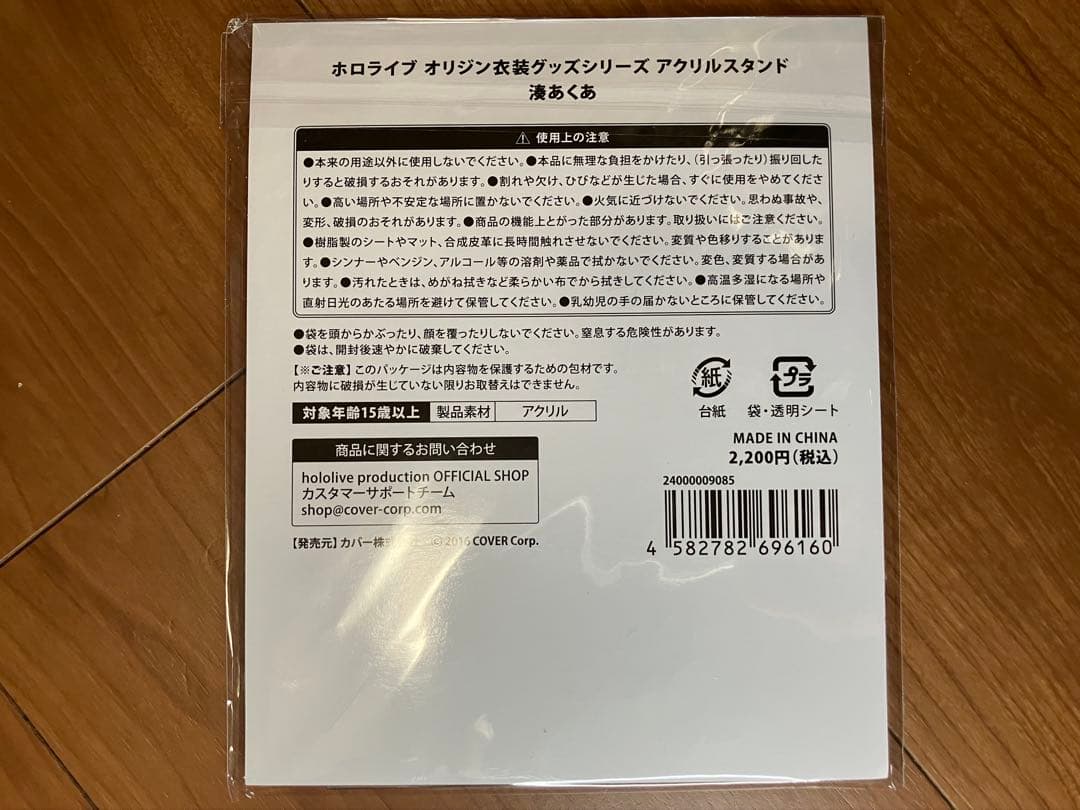 ホロライブ オリジン衣装グッズシリーズ アクリルスタンド
湊あくあ
⚠ 使用上の注意
●本来の用途以外に使用しないでください。●本品に無理な負担をかけたり、（引っ張ったり）振り回した
りすると破損するおそれがあります。●割れや欠け、ひびなどが生じた場合、すぐに使用をやめてくださ
い。●高い場所や不安定な場所に置かないでください。●火気に近づけないでください。思わぬ事故や、
変形、破損のおそれがあります。●商品の機能上とがった部分があります。取り扱いにはご注意ください。
●樹脂製のシートやマット、合成皮革に長時間触れさせないでください。変質や色移りすることがありま
す。●シンナーやベンジン、アルコール等の溶剤や薬品で拭かないでください。変色、変質する場合があ
ります。●汚れたときは、めがね拭きなど柔らかい布でから拭きしてください。●高温多湿になる場所や
直射日光のあたる場所を避けて保管してください。●乳幼児の手の届かないところに保管してください。
●袋を頭からかぶったり、顔を覆ったりしないでください。窒息する危険性があります。
●袋は、開封後速やかに破棄してください。
【※ご注意】このパッケージは内容物を保護するための包材です。
内容物に破損が生じていない限りお取替えはできません。
対象年齢15歳以上 製品素材 アクリル
紙 プラ
台紙 袋・透明シート
商品に関するお問い合わせ
hololive production OFFICIAL SHOP
カスタマーサポートチーム
shop@cover-corp.com
【発売元】カバー株式 © 2016 COVER Corp.
MADE IN CHINA
2,200円（税込）
24000009085
4 582782 696160